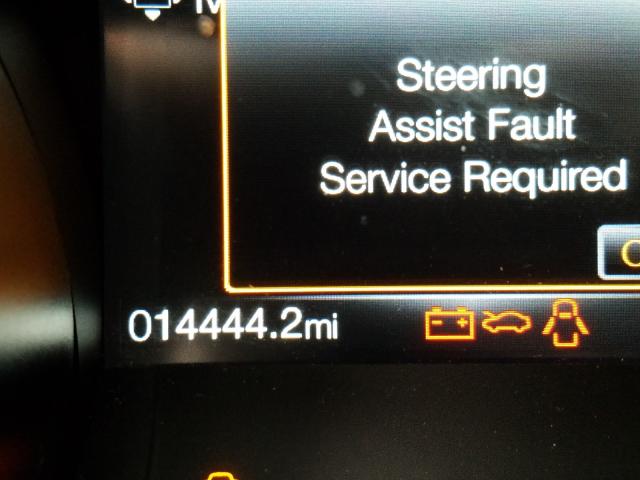 Steering
Assist Fault
Service Required
014444.2mi